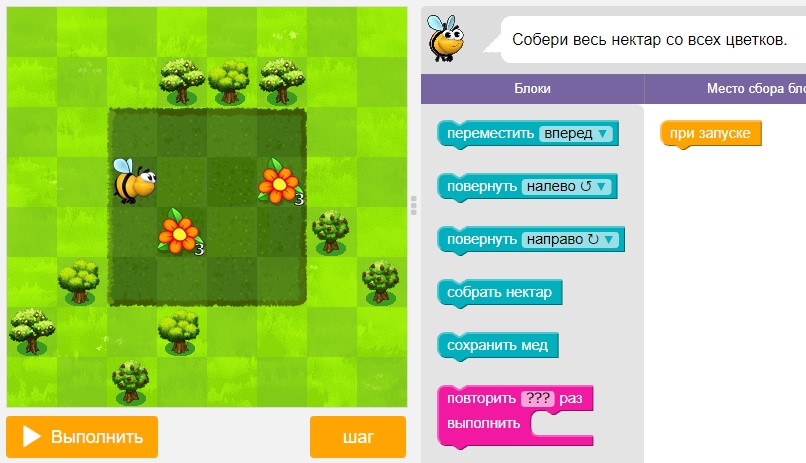 Собери весь нектар со всех цветков.
Блоки
Место сбора бло
переместить вперед ▼
при запуске
повернуть налево ↺ ▼
3
повернуть направо ↻ ▼
3
собрать нектар
сохранить мед
повторить ??? раз
выполнить
Выполнить
шаг